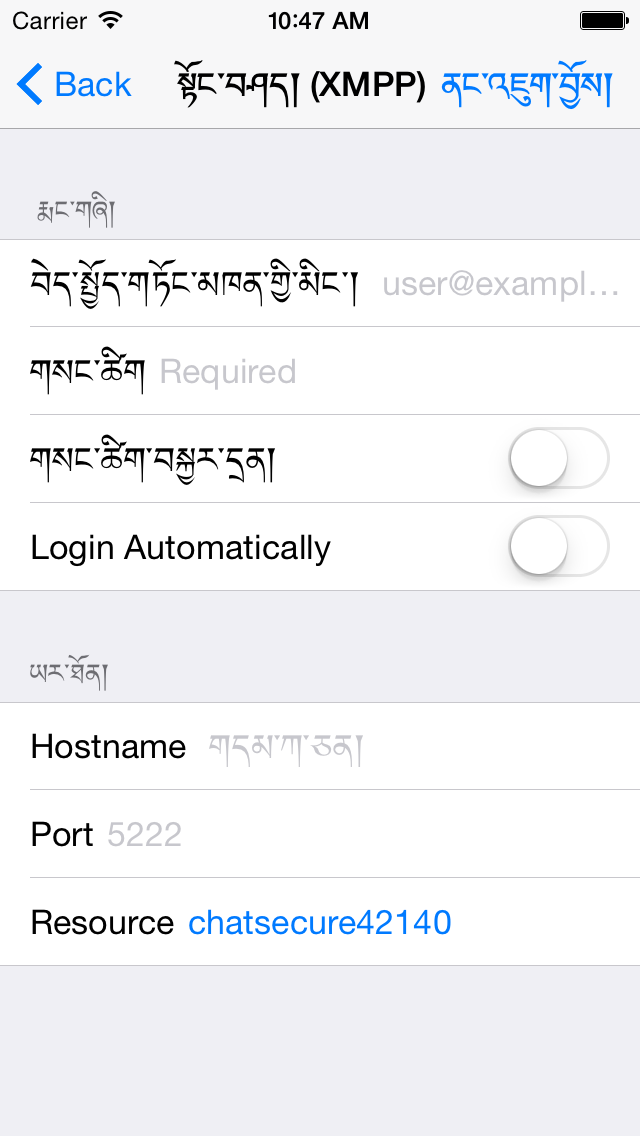 Carrier 10:47 AM
Back སྟོང་བཤད། (XMPP) ནང་འཇུག་བྱོས།
རྨང་གཞི།
བེད་སྤྱོད་གཏོང་མཁན་གྱི་མིང་། user@exampl…
གསང་ཚིག Required
གསང་ཚིག་བསྐྱར་དྲན།
Login Automatically
ཡར་ཐོན།
Hostname གདམ་ཀ་ཅན།
Port 5222
Resource chatsecure42140